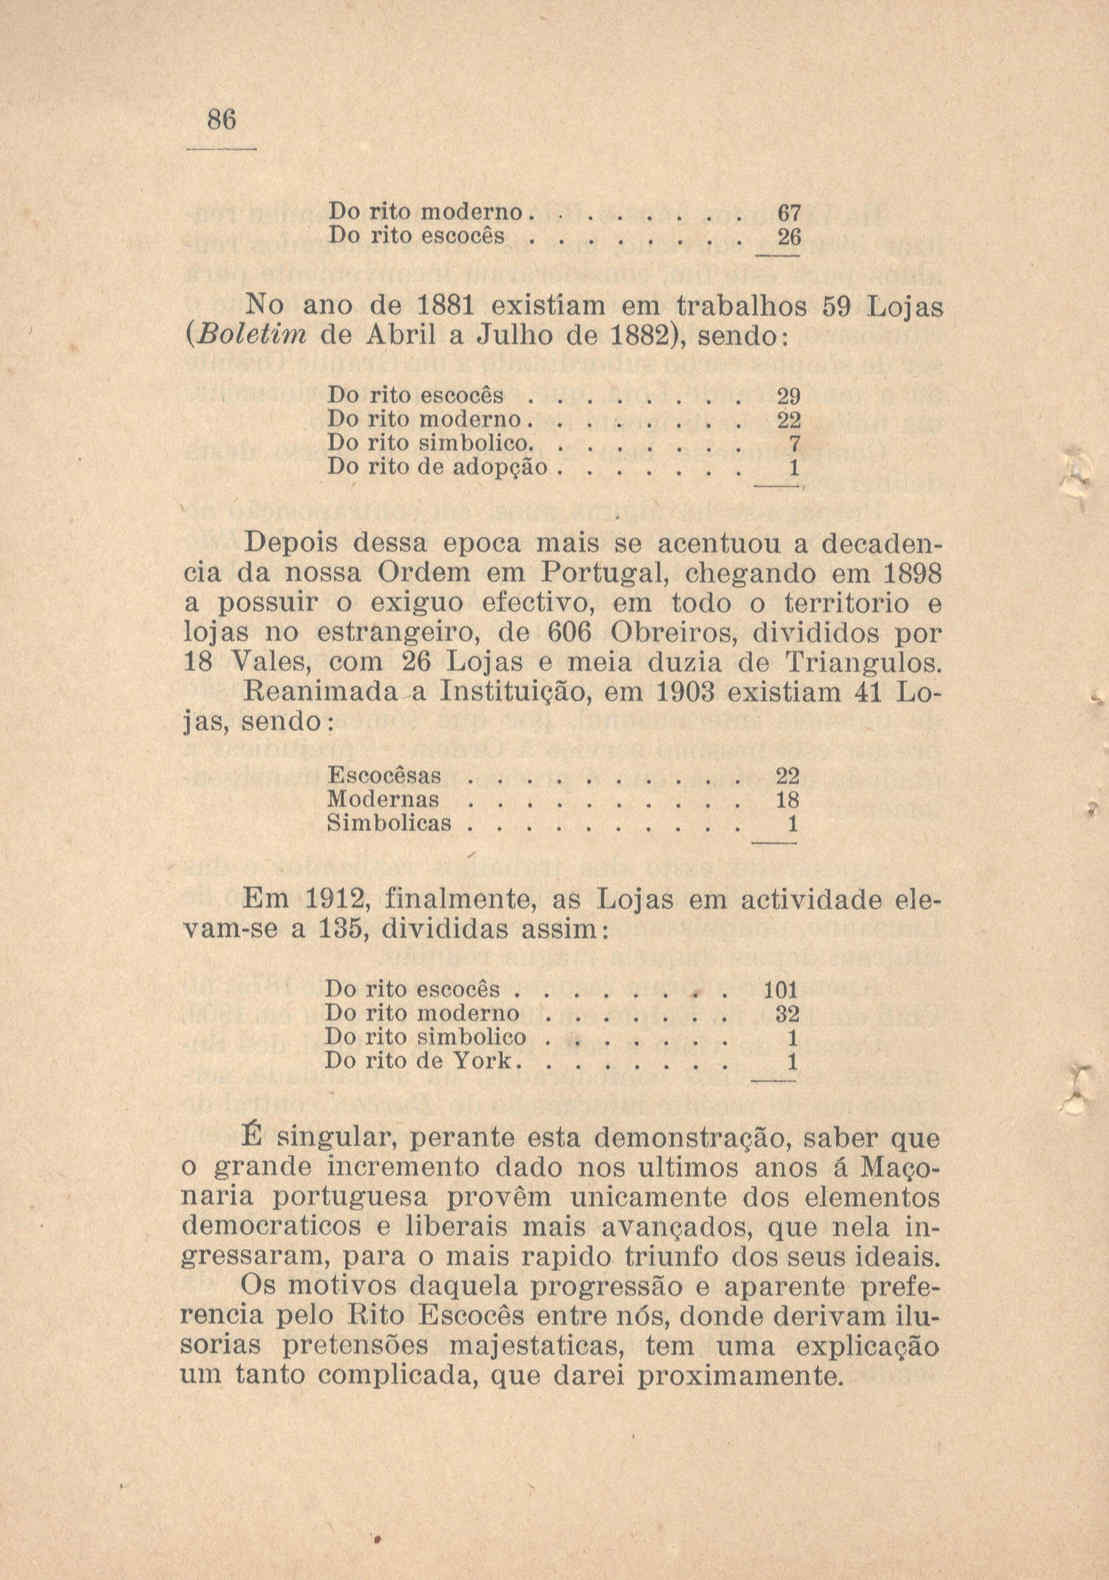 86
Do rito moderno. . . . . . . . 67
Do rito escocês . . . . . . . . 26
No ano de 1881 existiam em trabalhos 59 Lojas
(Boletim de Abril a Julho de 1882), sendo:
Do rito escocês . . . . . . . . 29
Do rito moderno. . . . . . . . 22
Do rito simbolico. . . . . . . . 7
Do rito de adopção . . . . . . . 1
Depois dessa epoca mais se acentuou a decaden-
cia da nossa Ordem em Portugal, chegando em 1898
a possuir o exiguo efectivo, em todo o territorio e
lojas no estrangeiro, de 606 Obreiros, divididos por
18 Vales, com 26 Lojas e meia duzia de Triangulos.
Reanimada a Instituição, em 1903 existiam 41 Lo-
jas, sendo:
Escocêsas . . . . . . . . . . 22
Modernas . . . . . . . . . . 18
Simbolicas . . . . . . . . . . 1
Em 1912, finalmente, as Lojas em actividade ele-
vam-se a 135, divididas assim:
Do rito escocês . . . . . . . . 101
Do rito moderno . . . . . . . 32
Do rito simbolico . . . . . . . 1
Do rito de York. . . . . . . . 1
É singular, perante esta demonstração, saber que
o grande incremento dado nos ultimos anos á Maço-
naria portuguesa provêm unicamente dos elementos
democraticos e liberais mais avançados, que nela in-
gressaram, para o mais rapido triunfo dos seus ideais.
Os motivos daquela progressão e aparente prefe-
rencia pelo Rito Escocês entre nós, donde derivam ilu-
sorias pretensões majestaticas, tem uma explicação
um tanto complicada, que darei proximamente.